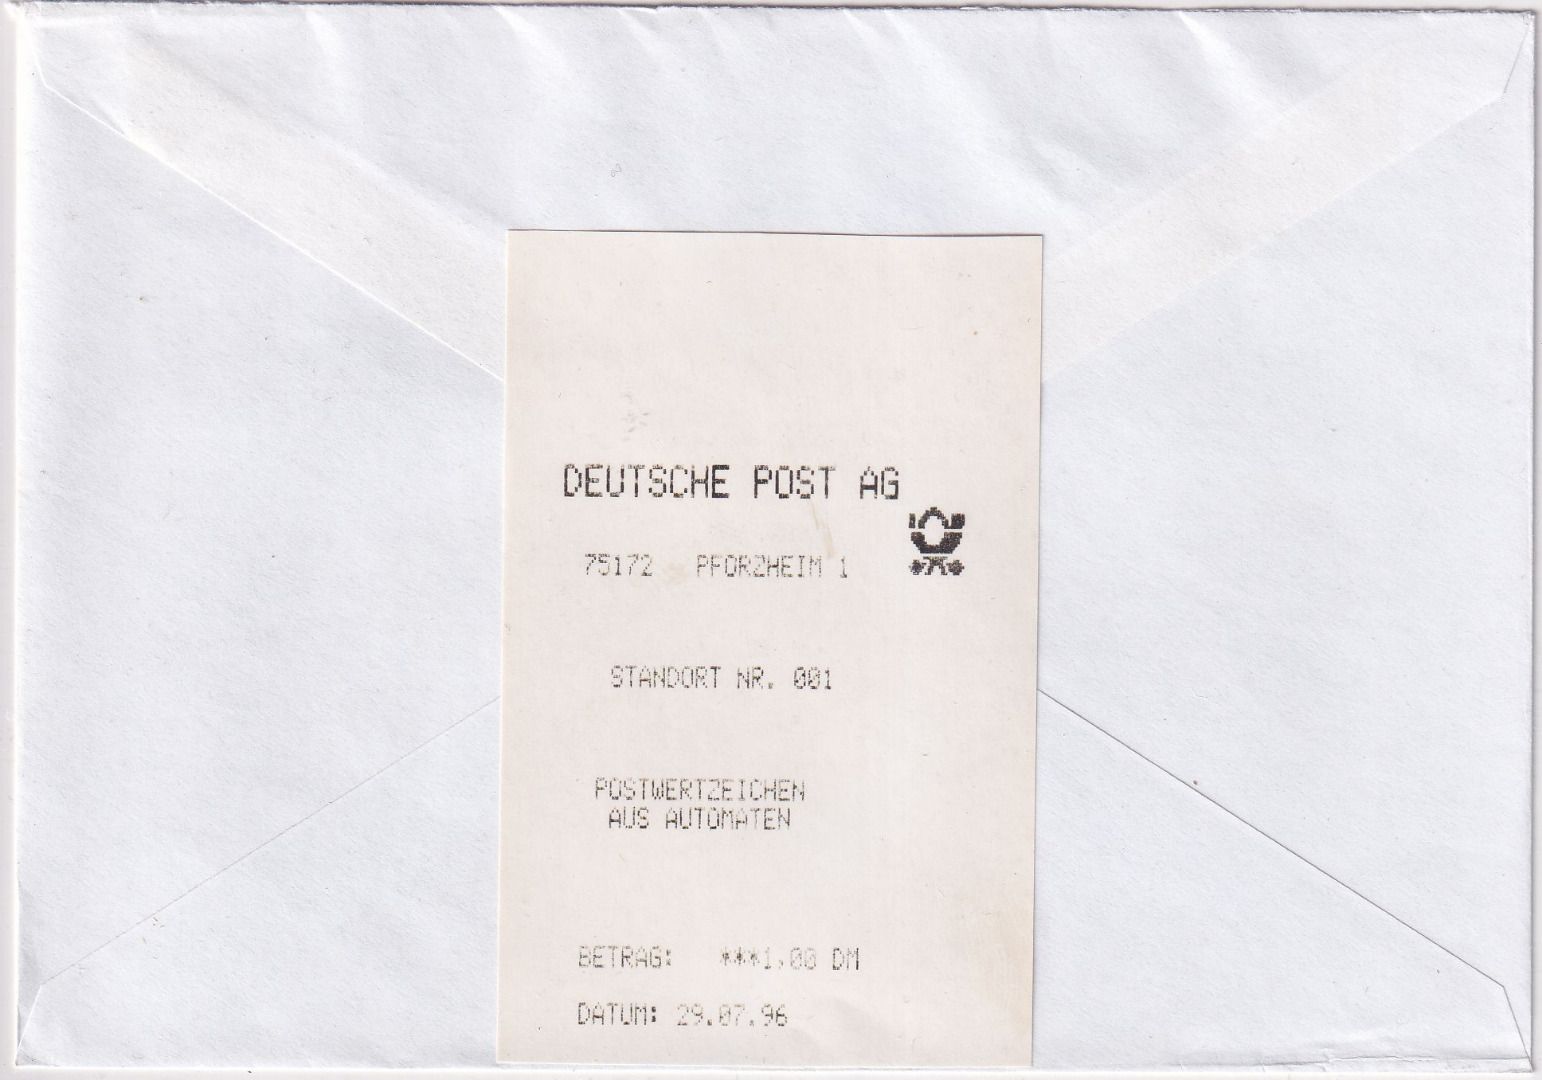 DEUTSCHE POST AG
75172 PFORZHEIM 1
STANDORT NR. 001
POSTWERTZEICHEN
AUS AUTOMATEN
BETRAG: ***1,00 DM
DATUM: 29.07.96